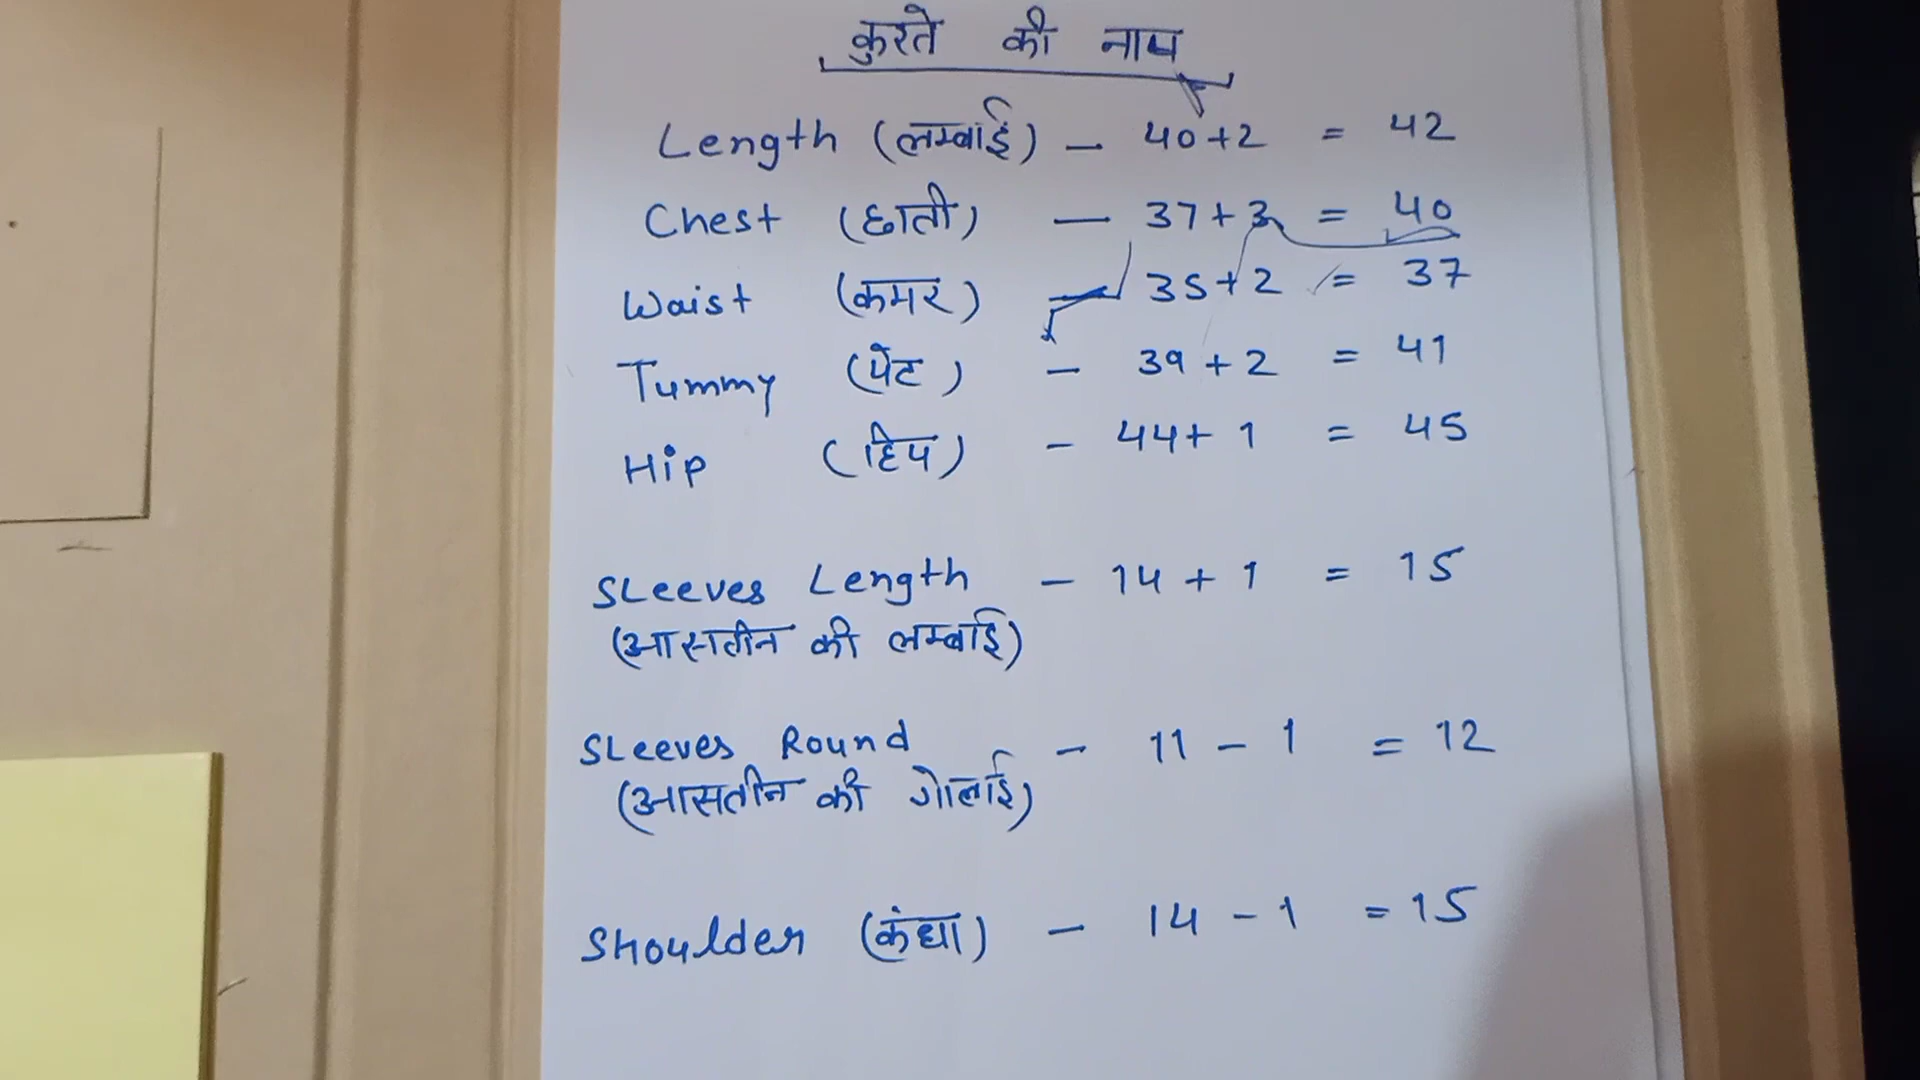 कुरते की नाप
Length (लम्बाई) - 40+2 = 42
Chest (छाती) - 37+3 = 40
Waist (कमर) - 35+2 = 37
Tummy (पेट) - 39+2 = 41
Hip (हिप) - 44+1 = 45
Sleeves Length - 14+1 = 15
(आसतीन की लम्बाई)
Sleeves Round - 11-1 = 12
(आसतीन की गोलाई)
Shoulder (कंधा) - 14-1 = 15